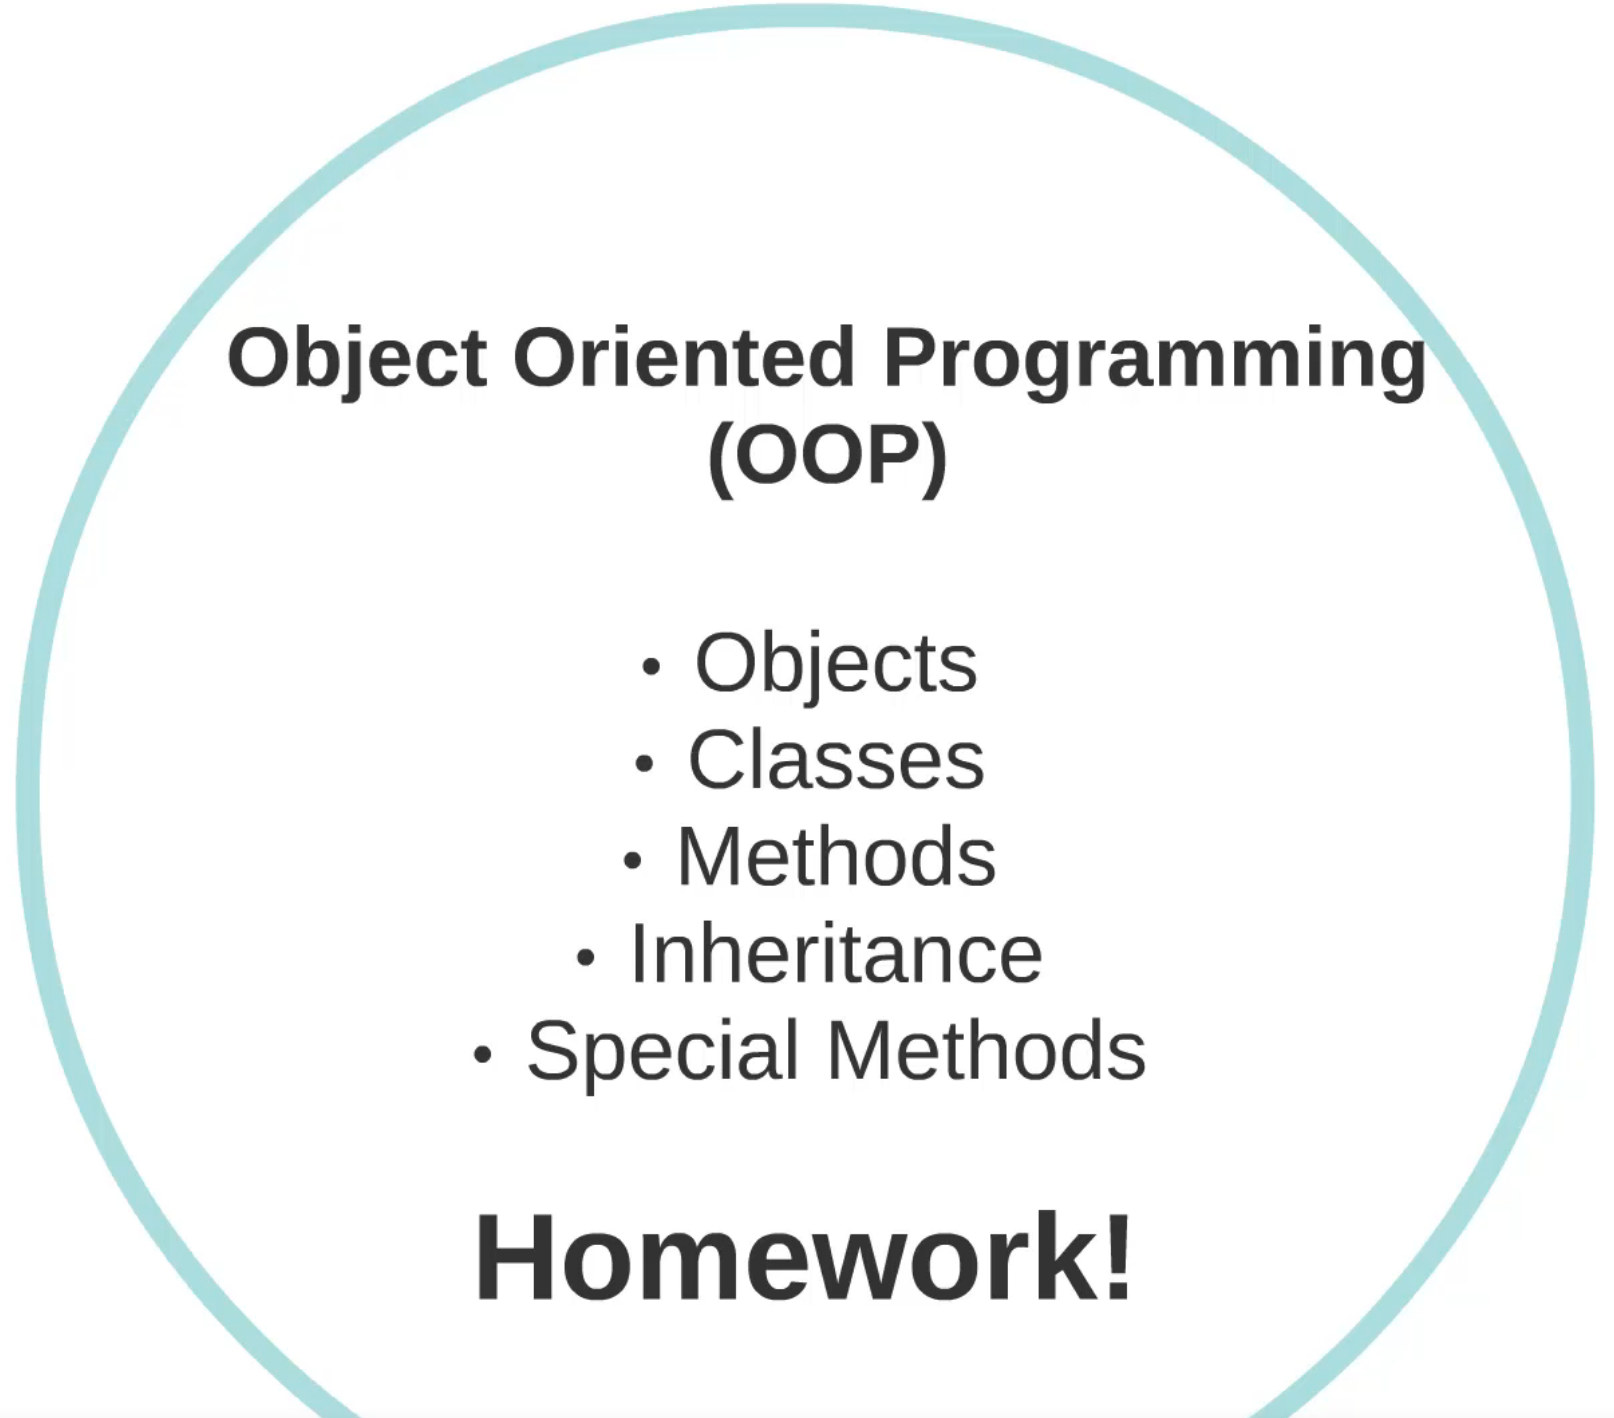 Object Oriented Programming
(OOP)
• Objects
• Classes
• Methods
• Inheritance
• Special Methods
Homework!